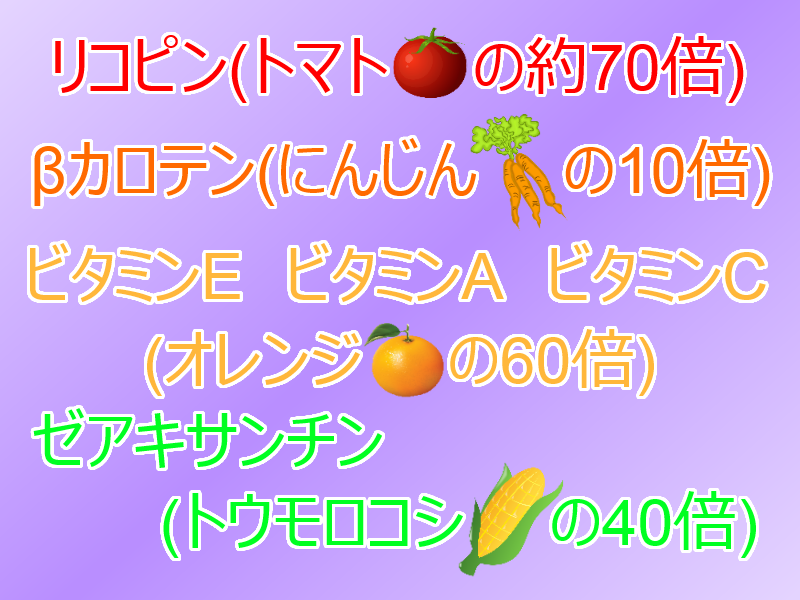 リコピン(トマトの約70倍)
βカロテン(にんじんの10倍)
ビタミンE ビタミンA ビタミンC
(オレンジの60倍)
ゼアキサンチン
(トウモロコシの40倍)